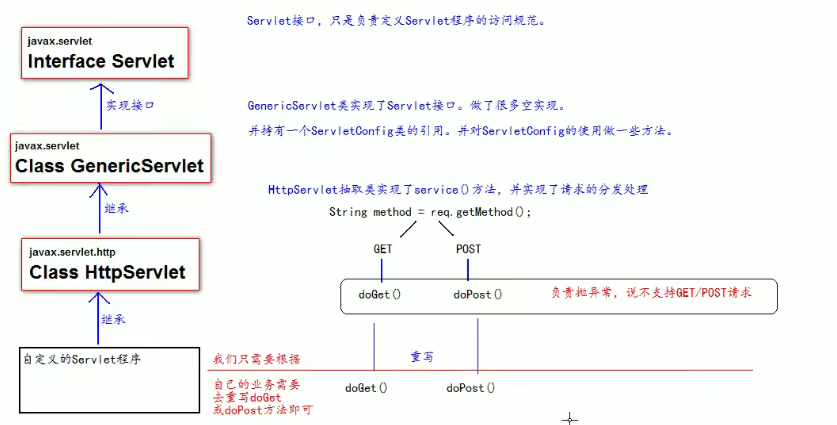 Servlet接口，只是负责定义Servlet程序的访问规范。
javax.servlet
Interface Servlet
实现接口
GenericServlet类实现了Servlet接口。做了很多空实现。
并持有一个ServletConfig类的引用。并对ServletConfig的使用做一些方法。
javax.servlet
Class GenericServlet
继承
HttpServlet抽取类实现了service()方法，并实现了请求的分发处理
String method = req.getMethod();
GET POST
javax.servlet.http
Class HttpServlet
doGet() doPost() 负责抛异常，说不支持GET/POST请求
继承
自定义的Servlet程序
我们只需要根据
重写
自己的业务需要
去重写doGet
或doPost方法即可
doGet() doPost()